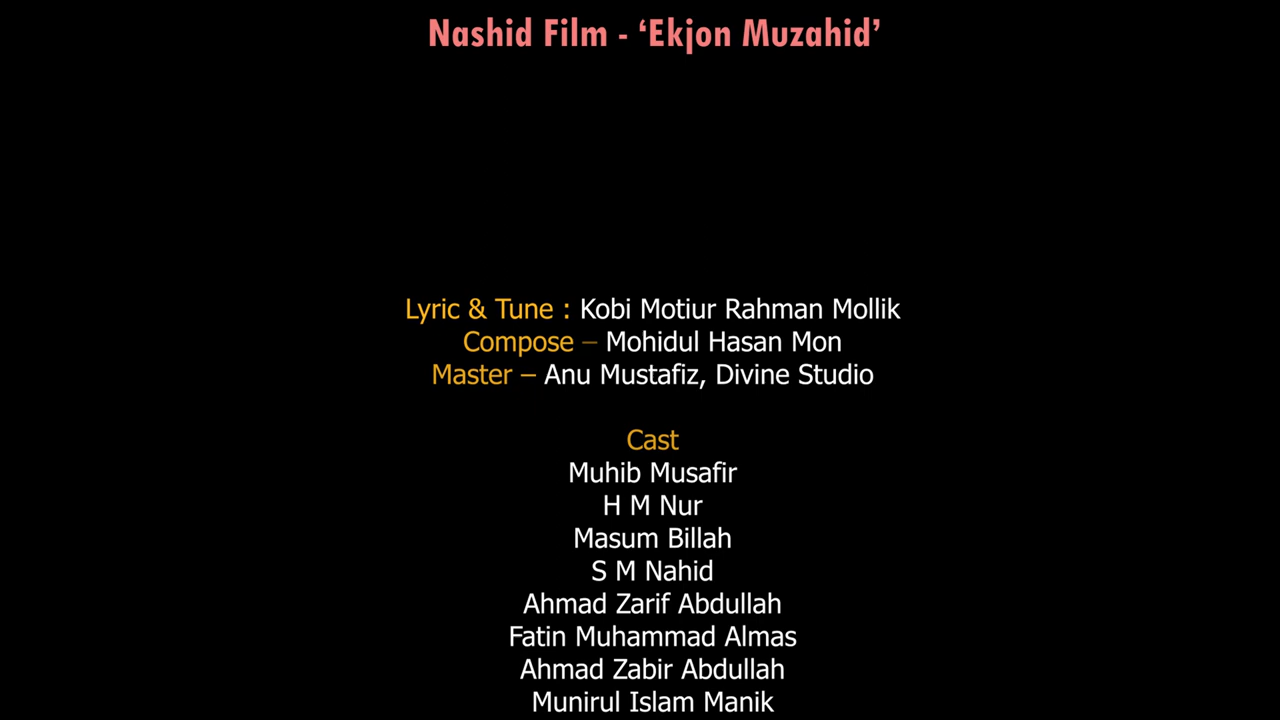 Nashid Film - ‘Ekjon Muzahid’
Lyric & Tune : Kobi Motiur Rahman Mollik
Compose – Mohidul Hasan Mon
Master – Anu Mustafiz, Divine Studio
Cast
Muhib Musafir
H M Nur
Masum Billah
S M Nahid
Ahmad Zarif Abdullah
Fatin Muhammad Almas
Ahmad Zabir Abdullah
Munirul Islam Manik